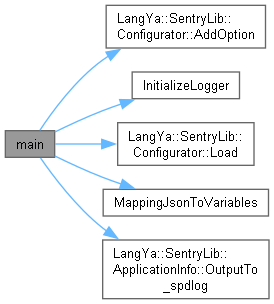 LangYa::SentryLib::
Configurator::AddOption
InitializeLogger
main
LangYa::SentryLib::
Configurator::Load
MappingJsonToVariables
LangYa::SentryLib::
ApplicationInfo::OutputTo
_spdlog